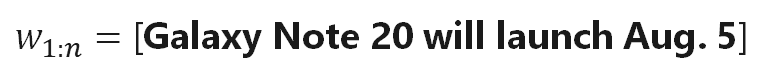 w₁:ₙ = [Galaxy Note 20 will launch Aug. 5]